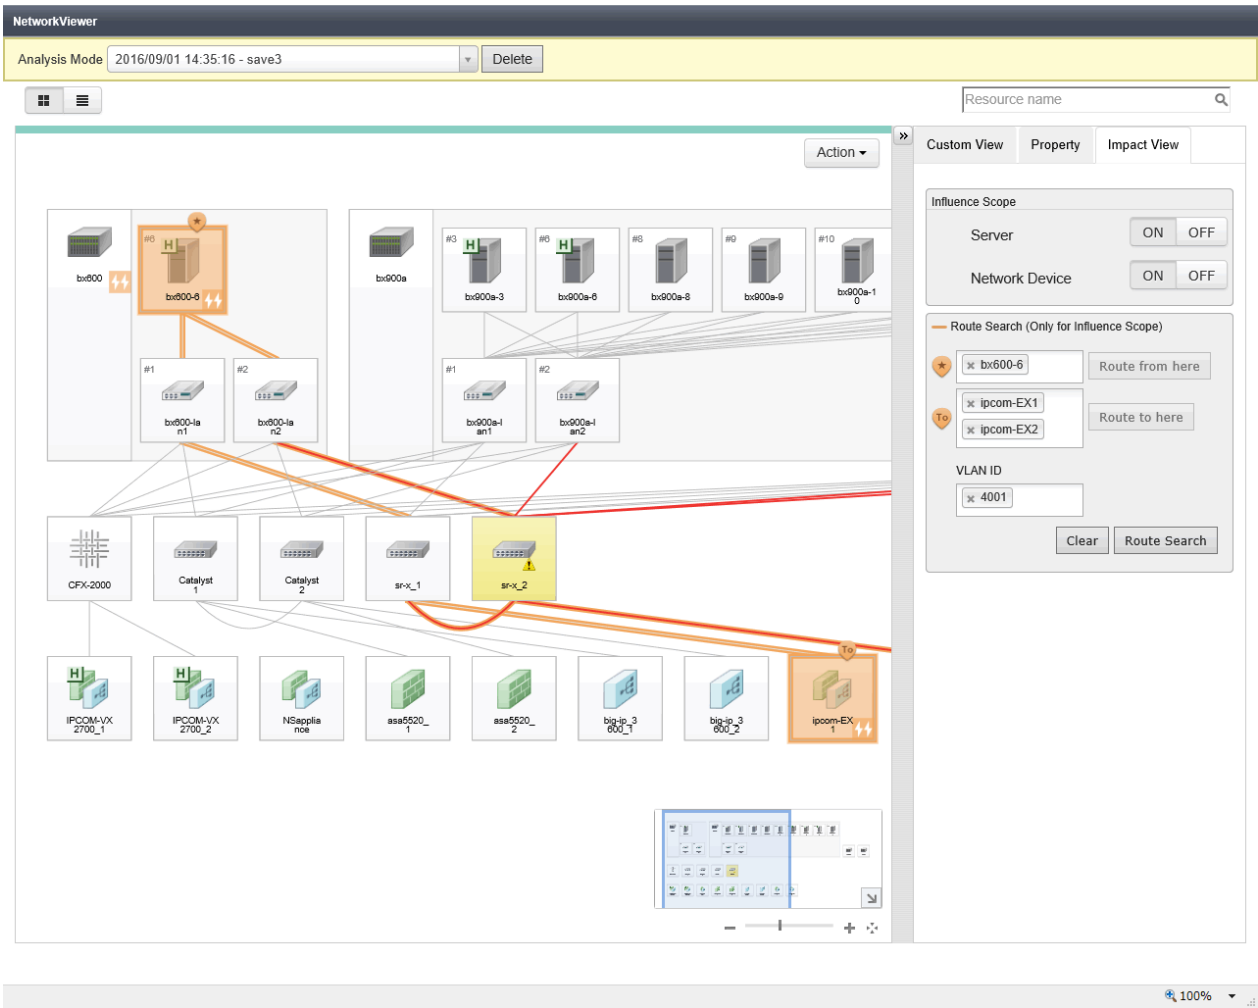 NetworkViewer
Analysis Mode 2016/09/01 14:35:16 - save3 Delete
Resource name
Action
» Custom View Property Impact View
Influence Scope
Server ON OFF
Network Device ON OFF
Route Search (Only for Influence Scope)
bx600-6 Route from here
To ipcom-EX1 Route to here
ipcom-EX2
VLAN ID
4001
Clear Route Search
#6 H #3 H #6 H #8 #9 #10
bx600 bx600-6 bx900a bx900a-3 bx900a-6 bx900a-8 bx900a-9 bx900a-1
0
#1 #2 #1 #2
bx600-la bx600-la bx900a-l bx900a-l
n1 n2 an1 an2
CFX-2000 Catalyst Catalyst sr-x_1 sr-x_2
1 2
To
H H
IPCOM-VX IPCOM-VX NSapplia asa5520_ asa5520_ big-ip_3 big-ip_3 ipcom-EX
2700_1 2700_2 nce 1 2 600_1 600_2 1
100%